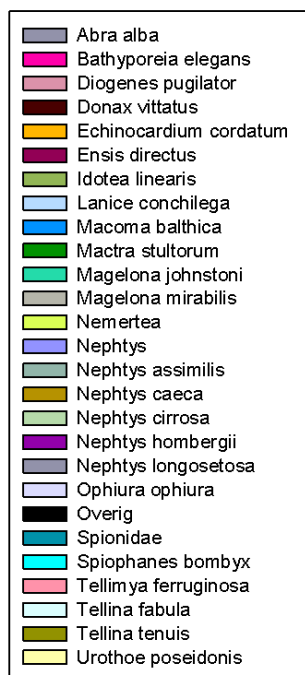 Abra alba
Bathyporeia elegans
Diogenes pugilator
Donax vittatus
Echinocardium cordatum
Ensis directus
Idotea linearis
Lanice conchilega
Macoma balthica
Mactra stultorum
Magelona johnstoni
Magelona mirabilis
Nemertea
Nephtys
Nephtys assimilis
Nephtys caeca
Nephtys cirrosa
Nephtys hombergii
Nephtys longosetosa
Ophiura ophiura
Overig
Spionidae
Spiophanes bombyx
Tellimya ferruginosa
Tellina fabula
Tellina tenuis
Urothoe poseidonis